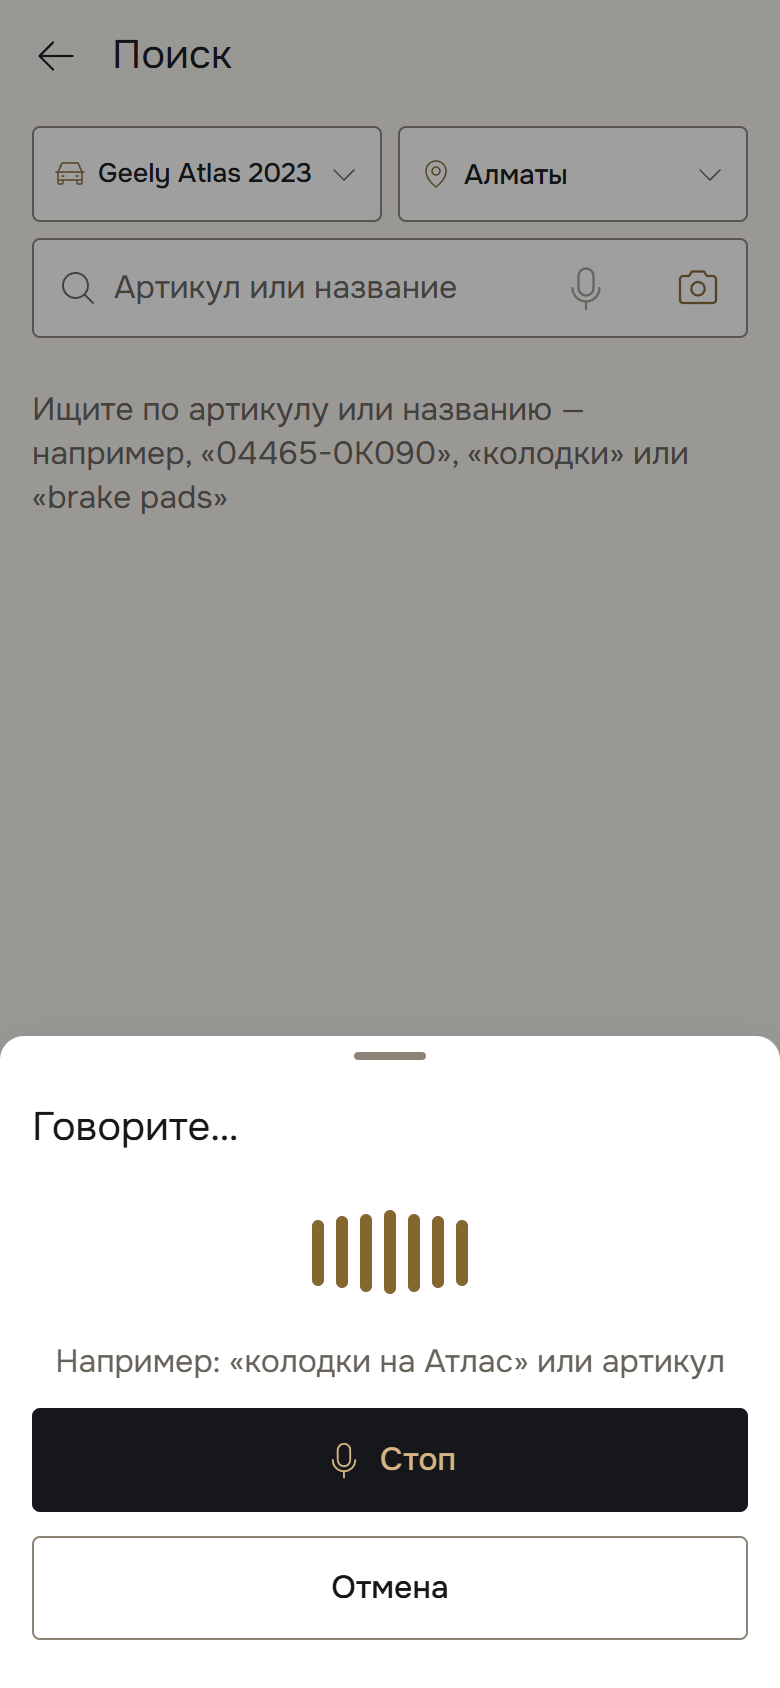 Поиск
Geely Atlas 2023
Алматы
Артикул или название
Ищите по артикулу или названию —
например, «04465-0K090», «колодки» или
«brake pads»
Говорите...
Например: «колодки на Атлас» или артикул
Стоп
Отмена